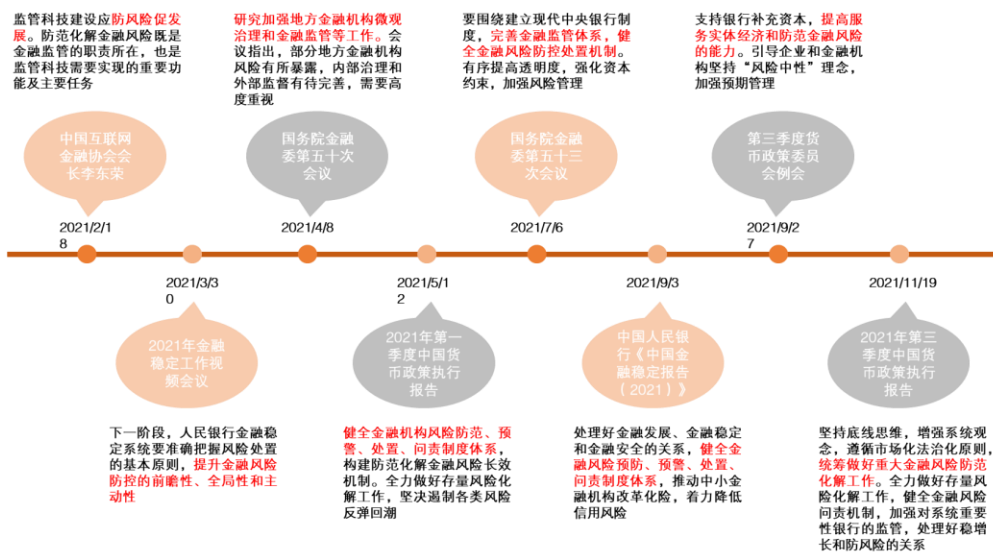 监管科技建设应防风险促发
展。防范化解金融风险既是
金融监管的职责所在，也是
监管科技需要实现的重要功
能及主要任务
研究加强地方金融机构微观
治理和金融监管等工作。会
议指出，部分地方金融机构
风险有所暴露，内部治理和
外部监督有待完善，需要高
度重视
要围绕建立现代中央银行制
度，完善金融监管体系，健
全金融风险防控处置机制。
有序提高透明度，强化资本
约束，加强风险管理
支持银行补充资本，提高服
务实体经济和防范金融风险
的能力。引导企业和金融机
构坚持“风险中性”理念，
加强预期管理
中国互联网
金融协会会
长李东荣
国务院金融
委第五十次
会议
国务院金融
委第五十三
次会议
第三季度货
币政策委员
会例会
2021/2/1
8
2021/4/8
2021/7/6
2021/9/2
7
2021/3/3
0
2021/5/1
2
2021/9/3
2021/11/19
2021年金融
稳定工作视
频会议
2021年第一
季度中国货
币政策执行
报告
中国人民银
行《中国金
融稳定报告
（2021）》
2021年第三
季度中国货
币政策执行
报告
下一阶段，人民银行金融稳
定系统要准确把握风险处置
的基本原则，提升金融风险
防控的前瞻性、全局性和主
动性
健全金融机构风险防范、预
警、处置、问责制度体系，
构建防范化解金融风险长效
机制。全力做好存量风险化
解工作，坚决遏制各类风险
反弹回潮
处理好金融发展、金融稳定
和金融安全的关系，健全金
融风险预防、预警、处置、
问责制度体系，推动中小金
融机构改革化险，着力降低
信用风险
坚持底线思维，增强系统观
念，遵循市场化法治化原则，
统筹做好重大金融风险防范
化解工作。全力做好存量风
险化解工作，健全金融风险
问责机制，加强对系统重要
性银行的监管，处理好稳增
长和防风险的关系